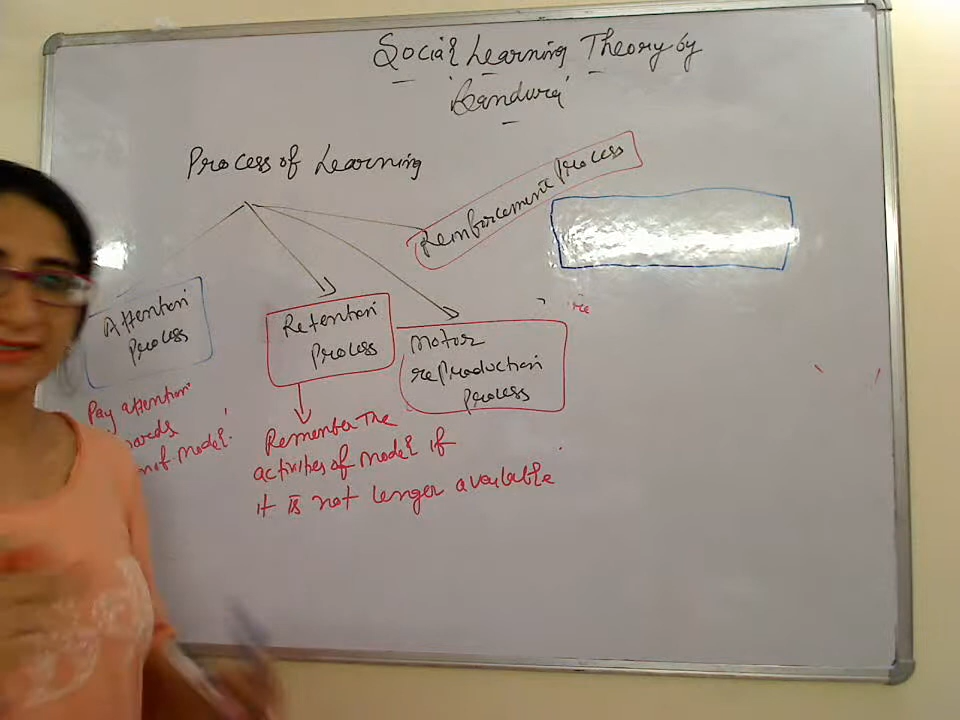 Social Learning Theory by
'Bandura'
Process of Learning
Reinforcement process
Attention
process
Retention
process
Motor
reproduction
process
Pay attention
model.
Remember the
activities of model if
it is not longer available